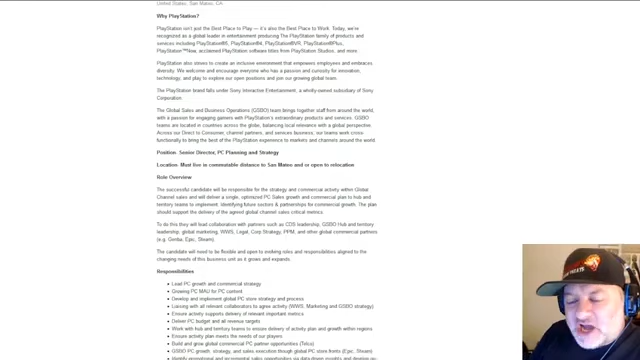 United States, San Mateo, CA
Why PlayStation?
PlayStation isn't just the Best Place to Play — it's also the Best Place to Work. Today, we're
recognized as a global leader in entertainment producing The PlayStation family of products and
services including PlayStation®5, PlayStation®4, PlayStation®VR, PlayStation®Plus,
PlayStation™Now, acclaimed PlayStation software titles from PlayStation Studios, and more.
PlayStation also strives to create an inclusive environment that empowers employees and embraces
diversity. We welcome and encourage everyone who has a passion and curiosity for innovation,
technology, and play to explore our open positions and join our growing global team.
The PlayStation brand falls under Sony Interactive Entertainment, a wholly-owned subsidiary of Sony
Corporation.
The Global Sales and Business Operations (GSBO) team brings together staff from around the world,
with a passion for engaging gamers with PlayStation's extraordinary products and services. GSBO
teams are located in countries across the globe, balancing local relevance with a global perspective.
Across our Direct to Consumer, channel partners, and services business, our teams work cross
functionally to bring the best of the PlayStation experience to markets and channels around the world.
Position: Senior Director, PC Planning and Strategy
Location: Must live in commutable distance to San Mateo and or open to relocation
Role Overview
The successful candidate will be responsible for the strategy and commercial activity within Global
Channel sales and will deliver a single, optimized PC Sales growth and commercial plan to hub and
territory teams to implement: identifying future sectors & partnerships for commercial growth. The plan
should support the delivery of the agreed global channel sales critical metrics.
To do this they will lead collaboration with partners such as CDS leadership, GSBO Hub and territory
leadership, global marketing, WWS, Legal, Corp Strategy, PPM, and other global commercial partners
(e.g. Genba, Epic, Steam).
The candidate will need to be flexible and open to evolving roles and responsibilities aligned to the
changing needs of this business unit as it grows and expands.
Responsibilities
Lead PC growth and commercial strategy
Growing PC MAU for PC content
Develop and implement global PC store strategy and process
Liaising with all relevant collaborators to agree activity (WWS, Marketing and GSBO strategy)
Ensure activity supports delivery of relevant important metrics
Deliver PC budget and all revenue targets
Work with hub and territory teams to ensure delivery of activity plan and growth within regions
Ensure activity plan meets the needs of our players
Build and grow global commercial PC partner opportunities (Telco)
GSBO PC growth, strategy, and sales execution though global PC store fronts (Epic, Steam)
Identify promotional and incremental sales opportunities via data driven insights and develop